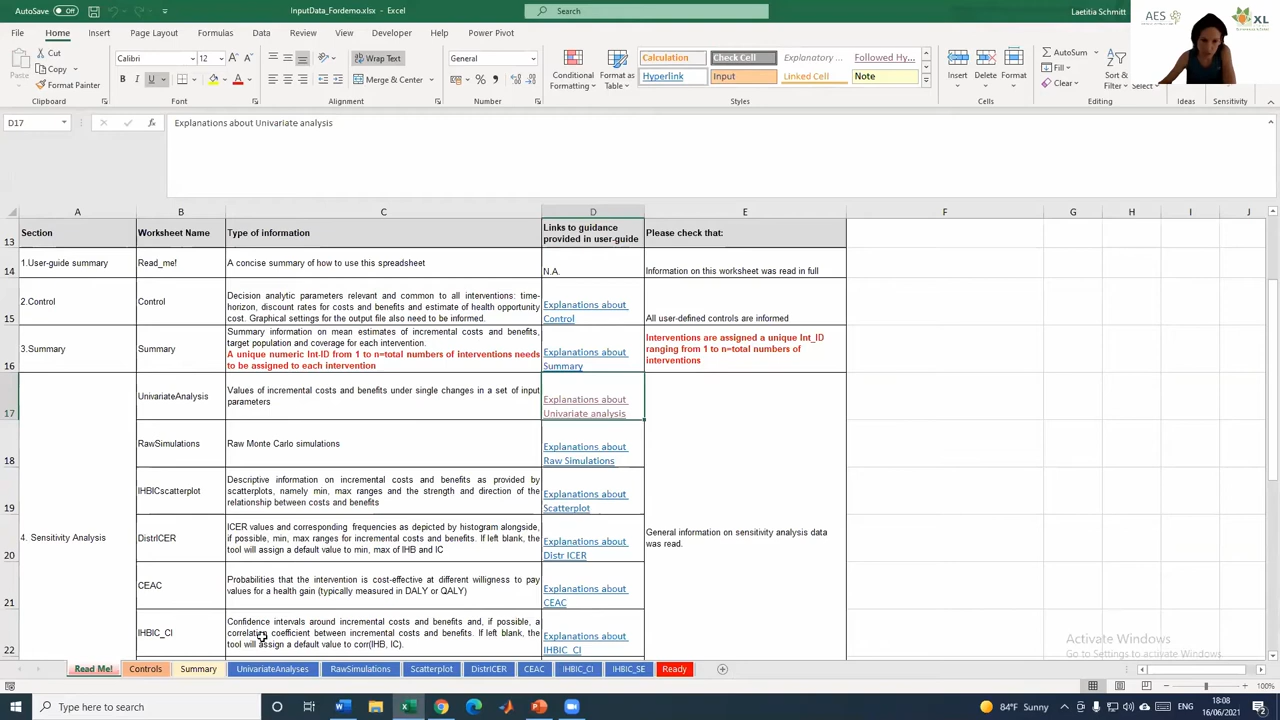 AutoSave Off InputData_Fordemo.xlsx - Excel Search Laetitia Schmitt AES XL
File Home Insert Page Layout Formulas Data Review View Developer Help Power Pivot
Cut
Copy
Format Painter
Clipboard
Calibri 12
B I U
Font
Wrap Text
Merge & Center
Alignment
General
Number
Conditional Formatting
Format as Table
Calculation Check Cell Explanatory ... Followed Hy...
Hyperlink Input Linked Cell Note
Styles
Insert Delete Format
Cells
AutoSum
Fill
Clear
Sort & Filter
Select
Editing
Ideas
Sensitivity
D17 fx Explanations about Univariate analysis
A B C D E F G H I J
13 Section Worksheet Name Type of information Links to guidance provided in user-guide Please check that:
14 1.User-guide summary Read_me! A concise summary of how to use this spreadsheet N.A. Information on this worksheet was read in full
15 2.Control Control Decision analytic parameters relevant and common to all interventions: time-
horizon, discount rates for costs and benefits and estimate of health opportunity
cost. Graphical settings for the output file also need to be informed.
Explanations about
Control
All user-defined controls are informed
16 3.Summary Summary Summary information on mean estimates of incremental costs and benefits,
target population and coverage for each intervention.
A unique numeric Int-ID from 1 to n=total numbers of interventions needs
to be assigned to each intervention
Explanations about
Summary
Interventions are assigned a unique Int_ID
ranging from 1 to n=total numbers of
interventions
17 UnivariateAnalysis Values of incremental costs and benefits under single changes in a set of input
parameters
Explanations about
Univariate analysis
18 RawSimulations Raw Monte Carlo simulations
Explanations about
Raw Simulations
19 IHBICscatterplot Descriptive information on incremental costs and benefits as provided by
scatterplots, namely min, max ranges and the strength and direction of the
relationship between costs and benefits
Explanations about
Scatterplot
20 4. Sensitivity Analysis DistrICER ICER values and corresponding frequencies as depicted by histogram alongside,
if possible, min, max ranges for incremental costs and benefits. If left blank, the
tool will assign a default value to min, max of IHB and IC
Explanations about
Distr ICER
General information on sensitivity analysis data
was read.
21 CEAC Probabilities that the intervention is cost-effective at different willigness to pay
values for a health gain (typically measured in DALY or QALY)
Explanations about
CEAC
22 IHBIC_CI Confidence intervals around incremental costs and benefits and, if possible, a
correlation coefficient between incremental costs and benefits. If left blank, the
tool will assign a default value to corr(IHB, IC).
Explanations about
IHBIC_CI
Activate Windows
Go to Settings to activate Windows.
Read Me! Controls Summary UnivariateAnalyses RawSimulations Scatterplot DistrICER CEAC IHBIC_CI IHBIC_SE Ready
100%
Type here to search
84°F Sunny
18:08
16/06/2021